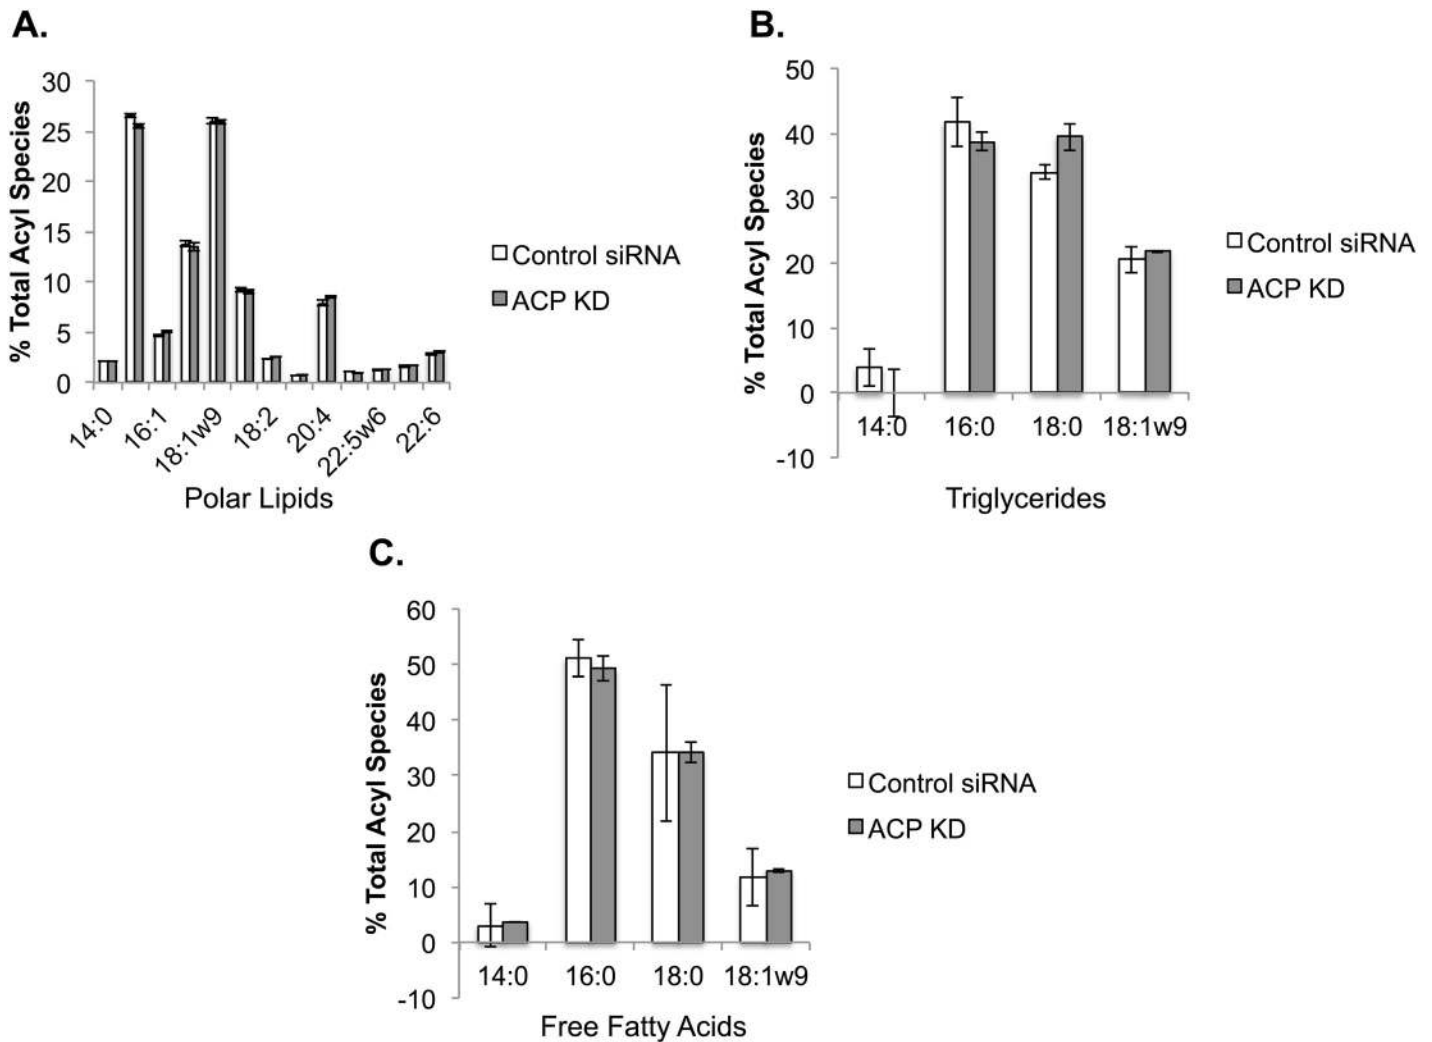 A.
% Total Acyl Species
30
25
20
15
10
5
0
14:0
16:1
18:1w9
18:2
20:4
22:5w6
22:6
Polar Lipids
Control siRNA
ACP KD
B.
% Total Acyl Species
50
40
30
20
10
0
-10
14:0
16:0
18:0
18:1w9
Triglycerides
Control siRNA
ACP KD
C.
% Total Acyl Species
60
50
40
30
20
10
0
-10
14:0
16:0
18:0
18:1w9
Free Fatty Acids
Control siRNA
ACP KD